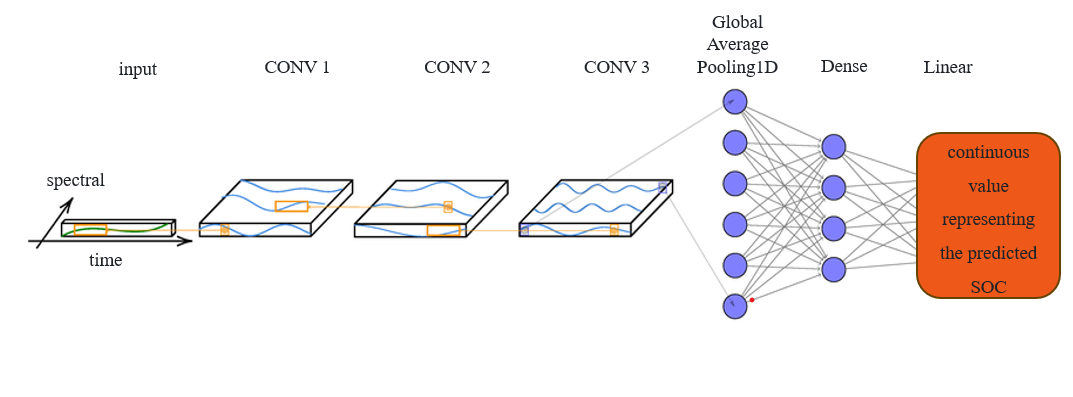 input
CONV 1
CONV 2
CONV 3
Global
Average
Pooling1D
Dense
Linear
spectral
time
continuous
value
representing
the predicted
SOC